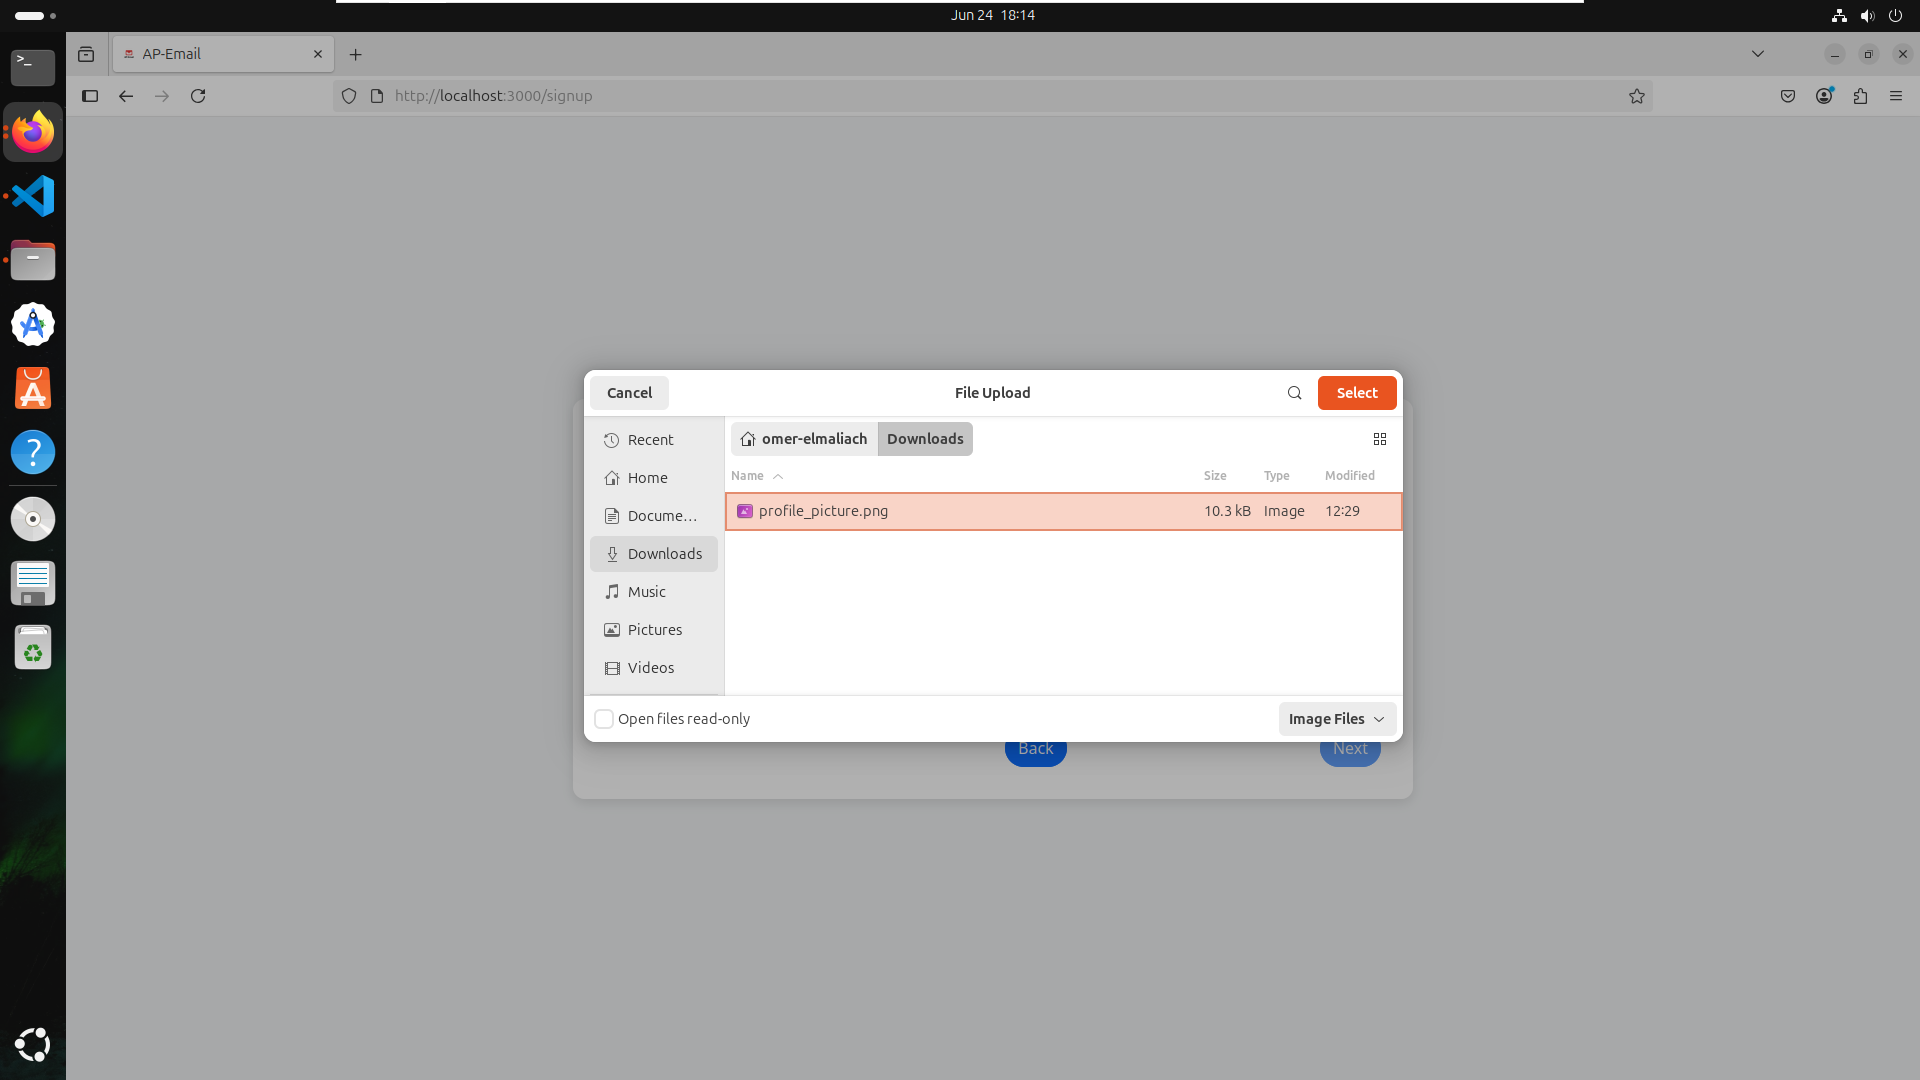 Jun 24 18:14
AP-Email
http://localhost:3000/signup
Cancel
File Upload
Select
Recent
Home
Docume...
Downloads
Music
Pictures
Videos
omer-elmaliach
Downloads
Name
Size
Type
Modified
profile_picture.png
10.3 kB
Image
12:29
Open files read-only
Image Files
Back
Next